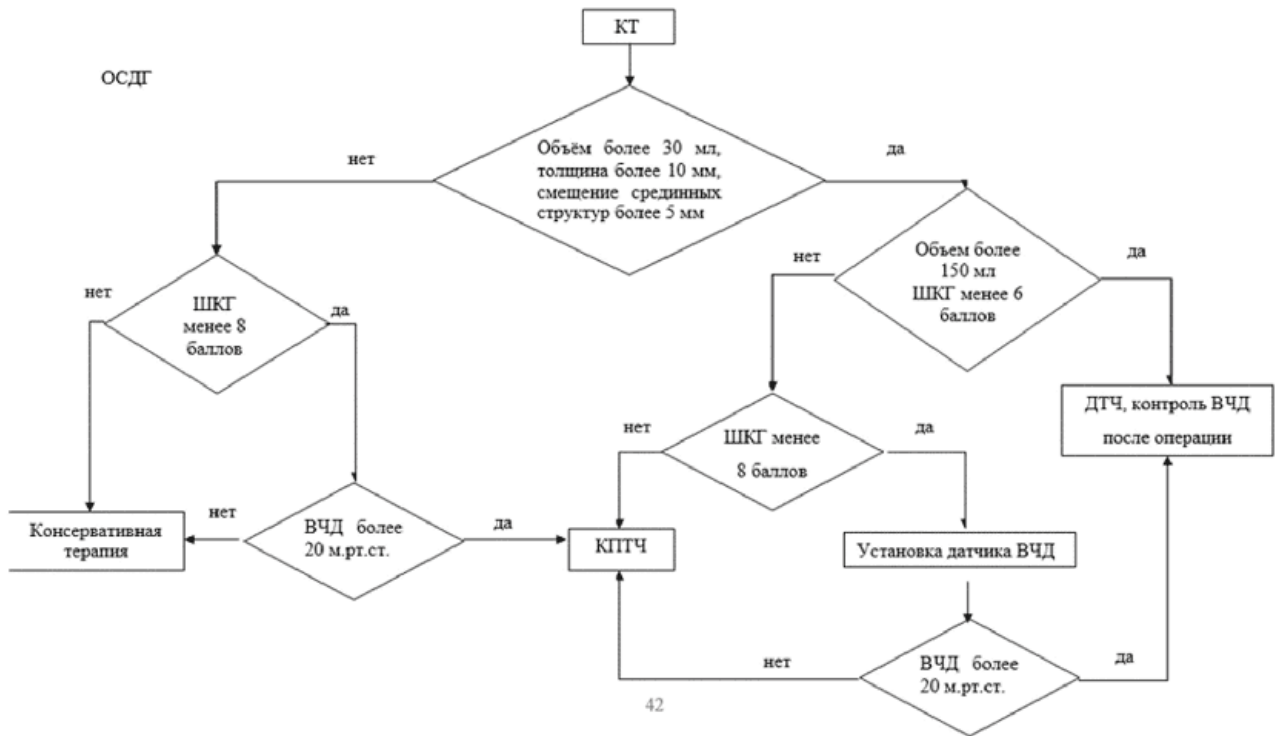 КТ
ОСДГ
Объём более 30 мл,
толщина более 10 мм,
смещение срединных
структур более 5 мм
нет
да
Объем более
150 мл
ШКГ менее 6
баллов
нет
да
ШКГ
менее 8
баллов
нет
да
ДТЧ, контроль ВЧД
после операции
ШКГ менее
8 баллов
нет
да
Консервативная
терапия
нет
ВЧД более
20 м.рт.ст.
да
КПТЧ
Установка датчика ВЧД
ВЧД более
20 м.рт.ст.
нет
да
42